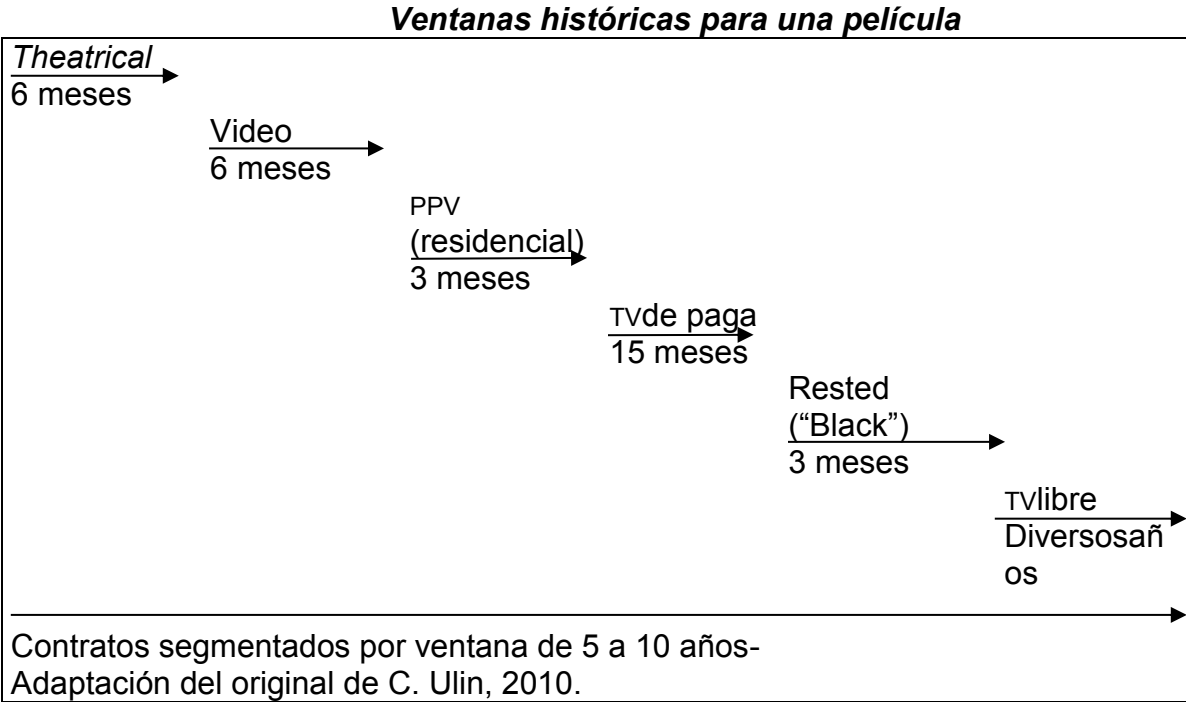 Ventanas históricas para una película
Theatrical
6 meses
Video
6 meses
PPV
(residencial)
3 meses
TVde paga
15 meses
Rested
(“Black”)
3 meses
TVlibre
Diversosañ
os
Contratos segmentados por ventana de 5 a 10 años-
Adaptación del original de C. Ulin, 2010.